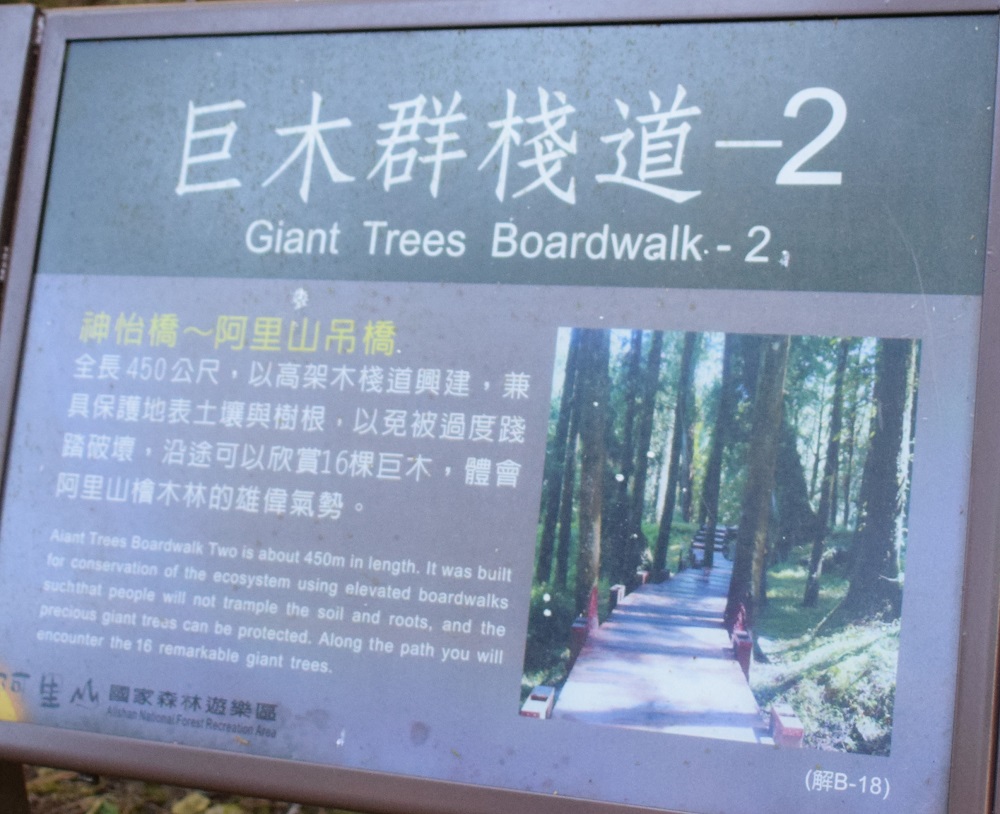 巨木群棧道-2
Giant Trees Boardwalk - 2
神怡橋～阿里山吊橋
全長450公尺，以高架木棧道興建，兼
具保護地表土壤與樹根，以免被過度踐
踏破壞，沿途可以欣賞16棵巨木，體會
阿里山檜木林的雄偉氣勢。
Aiant Trees Boardwalk Two is about 450m in length. It was built
for conservation of the ecosystem using elevated boardwalks
suchthat people will not trample the soil and roots, and the
precious giant trees can be protected. Along the path you will
encounter the 16 remarkable giant trees.
阿里山 國家森林遊樂區
Alishan National Forest Recreation Area
(解B-18)